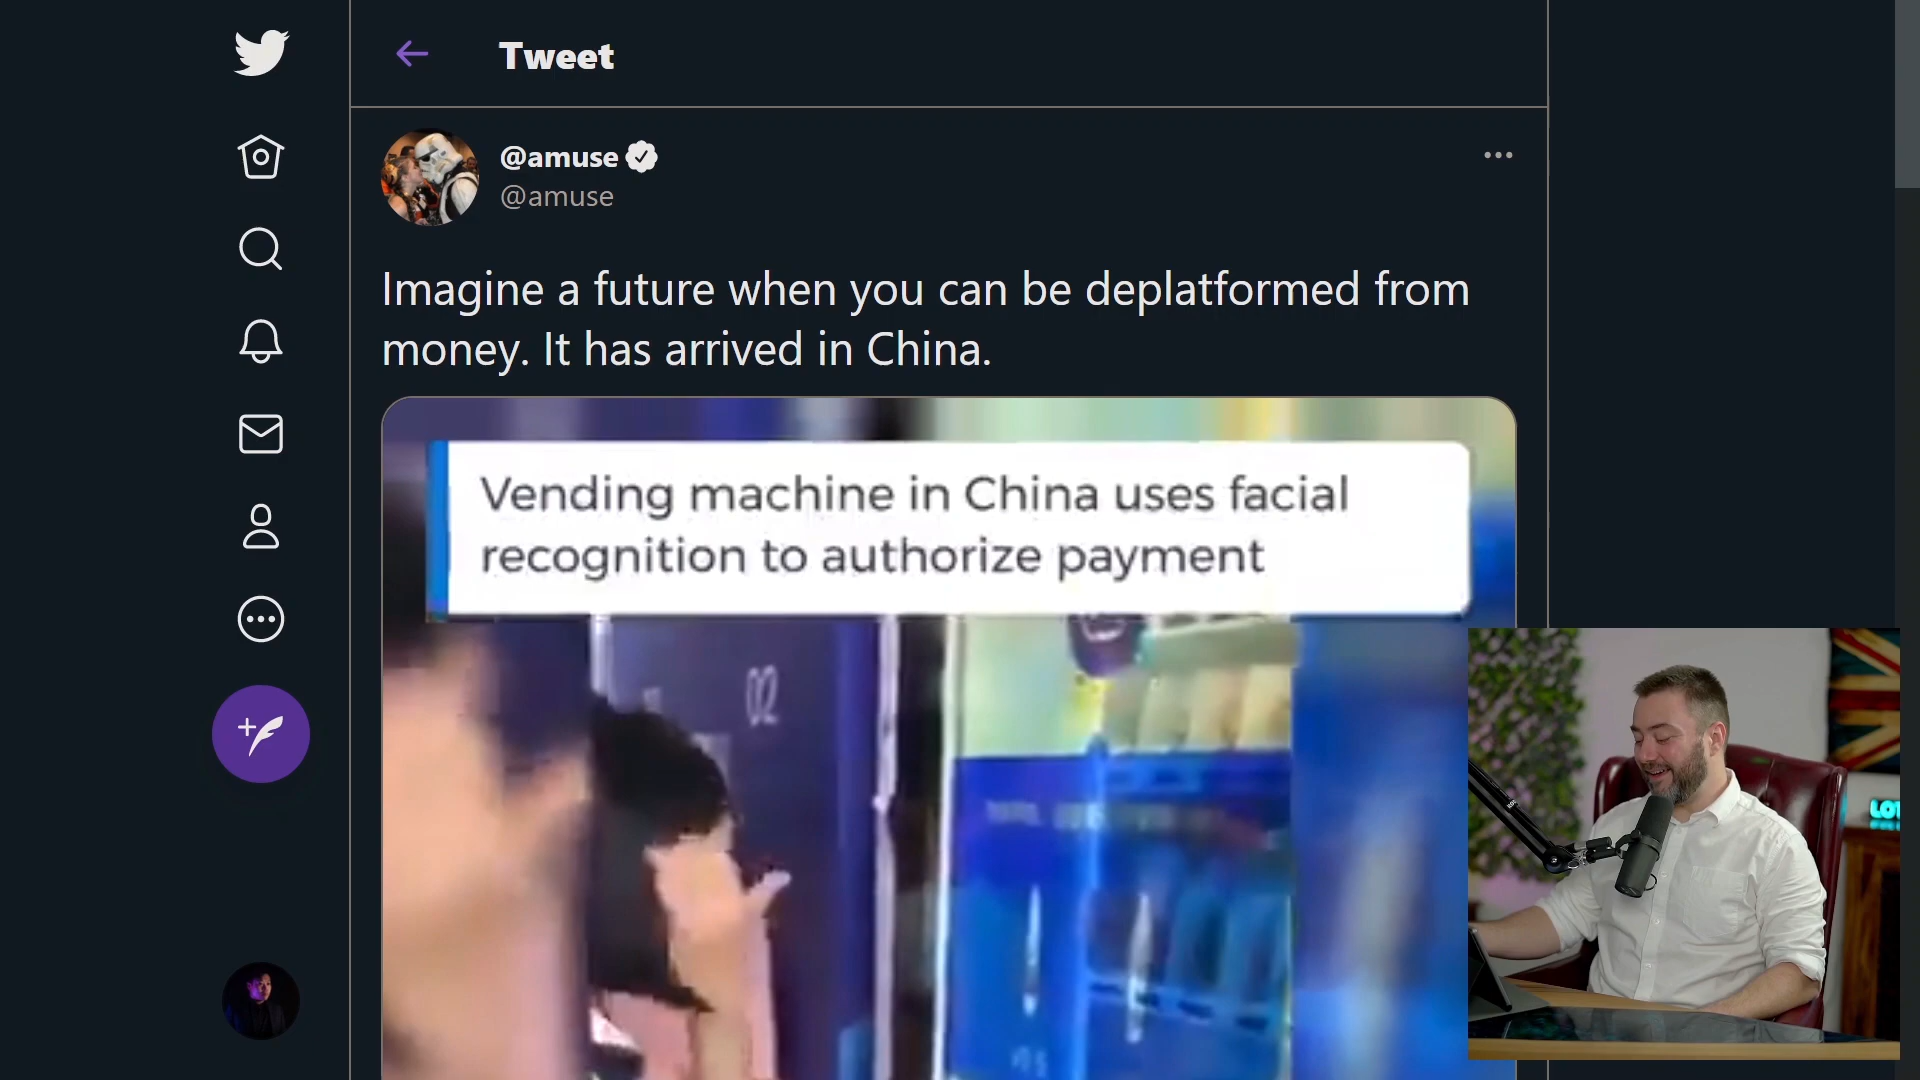 Tweet
@amuse
@amuse
Imagine a future when you can be deplatformed from
money. It has arrived in China.
Vending machine in China uses facial
recognition to authorize payment
02